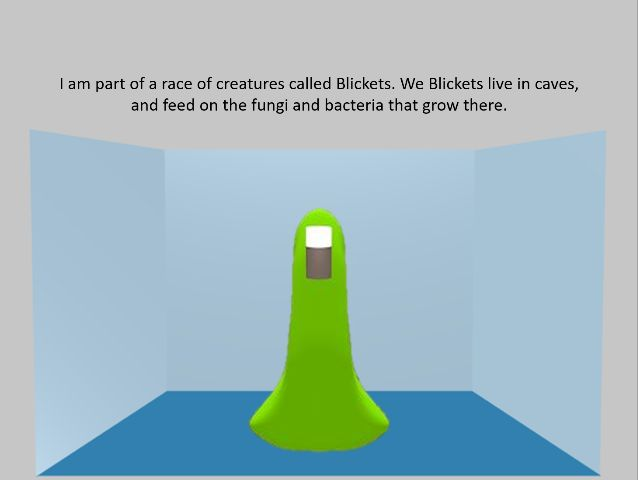 I am part of a race of creatures called Blickets. We Blickets live in caves,
and feed on the fungi and bacteria that grow there.